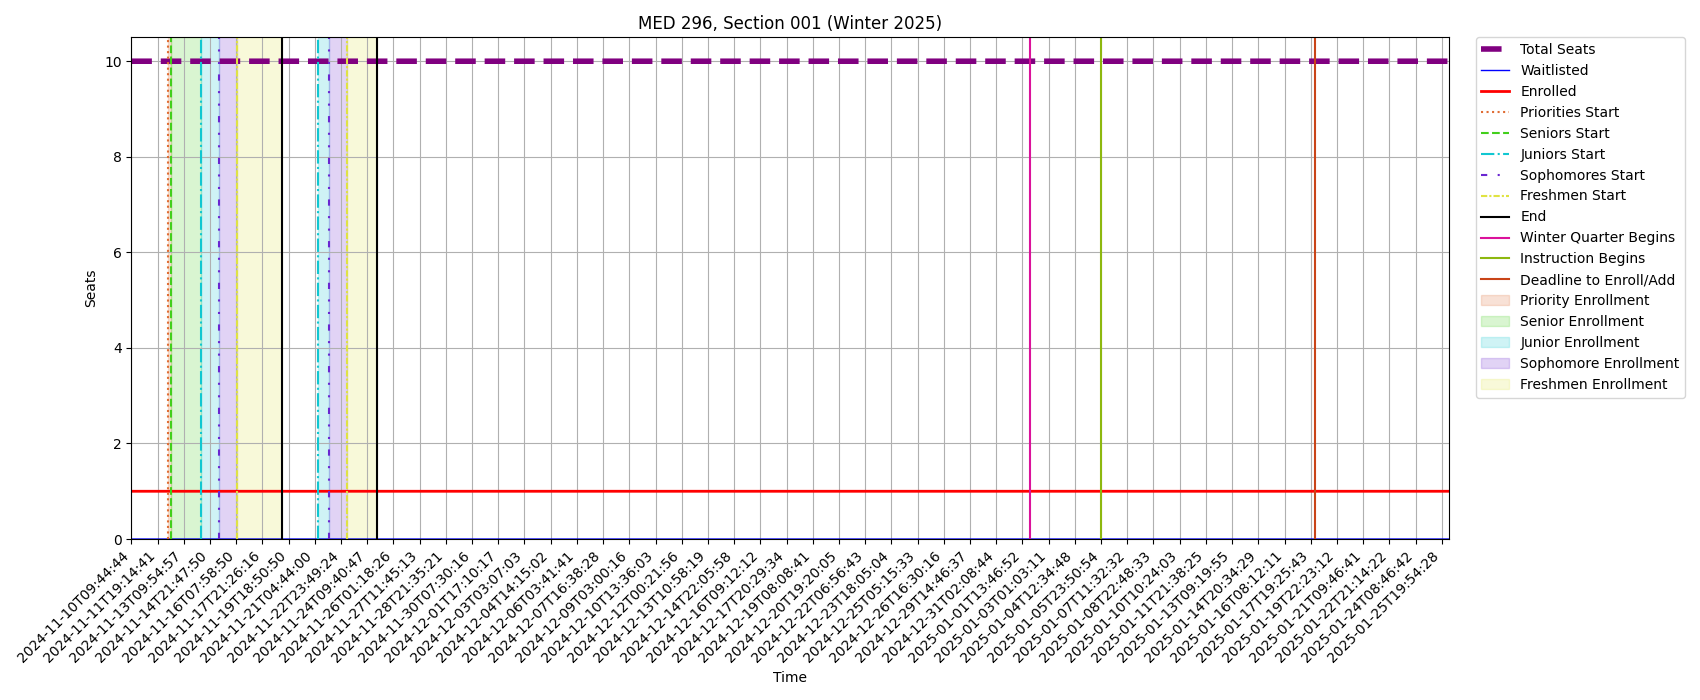 MED 296, Section 001 (Winter 2025)
Seats
10
8
6
4
2
0
2024-11-10T09:44:44
2024-11-11T19:14:41
2024-11-13T09:54:57
2024-11-14T21:47:50
2024-11-16T07:58:50
2024-11-17T21:26:16
2024-11-19T18:50:50
2024-11-21T04:44:00
2024-11-22T23:49:24
2024-11-24T09:40:47
2024-11-26T01:18:26
2024-11-27T11:45:13
2024-11-28T21:35:21
2024-11-30T07:30:16
2024-12-01T17:10:17
2024-12-03T03:07:03
2024-12-04T14:15:02
2024-12-06T03:41:41
2024-12-07T16:38:28
2024-12-09T03:00:16
2024-12-10T13:36:03
2024-12-12T00:21:56
2024-12-13T10:58:19
2024-12-14T22:05:58
2024-12-16T09:12:12
2024-12-17T20:29:34
2024-12-19T08:08:41
2024-12-20T19:20:05
2024-12-22T06:56:43
2024-12-23T18:05:04
2024-12-25T05:15:33
2024-12-26T16:30:16
2024-12-29T14:46:37
2024-12-31T02:08:44
2025-01-01T13:46:52
2025-01-03T01:03:11
2025-01-04T12:34:48
2025-01-05T23:50:54
2025-01-07T11:32:32
2025-01-08T22:48:33
2025-01-10T10:24:03
2025-01-11T21:38:25
2025-01-13T09:19:55
2025-01-14T20:34:29
2025-01-16T08:12:11
2025-01-17T19:25:43
2025-01-19T22:23:12
2025-01-21T09:46:41
2025-01-22T21:14:22
2025-01-24T08:46:42
2025-01-25T19:54:28
Time
Total Seats
Waitlisted
Enrolled
Priorities Start
Seniors Start
Juniors Start
Sophomores Start
Freshmen Start
End
Winter Quarter Begins
Instruction Begins
Deadline to Enroll/Add
Priority Enrollment
Senior Enrollment
Junior Enrollment
Sophomore Enrollment
Freshmen Enrollment